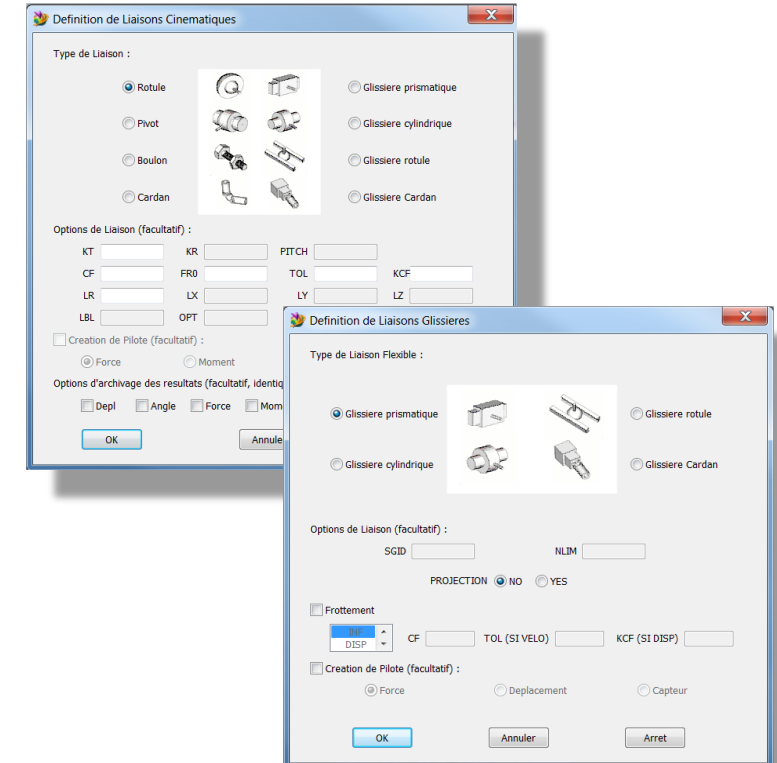 Definition de Liaisons Cinematiques
Type de Liaison :
Rotule Glissiere prismatique
Pivot Glissiere cylindrique
Boulon Glissiere rotule
Cardan Glissiere Cardan
Options de Liaison (facultatif) :
KT KR PITCH
CF FR0 TOL KCF
LR LX LY LZ
LBL OPT
Creation de Pilote (facultatif) :
Force Moment
Options d'archivage des resultats (facultatif, identiq
Depl Angle Force Mom
OK Annule
Definition de Liaisons Glissieres
Type de Liaison Flexible :
Glissiere prismatique Glissiere rotule
Glissiere cylindrique Glissiere Cardan
Options de Liaison (facultatif) :
SGID NLIM
PROJECTION NO YES
Frottement
INF
DISP CF TOL (SI VELO) KCF (SI DISP)
Creation de Pilote (facultatif) :
Force Deplacement Capteur
OK Annuler Arret